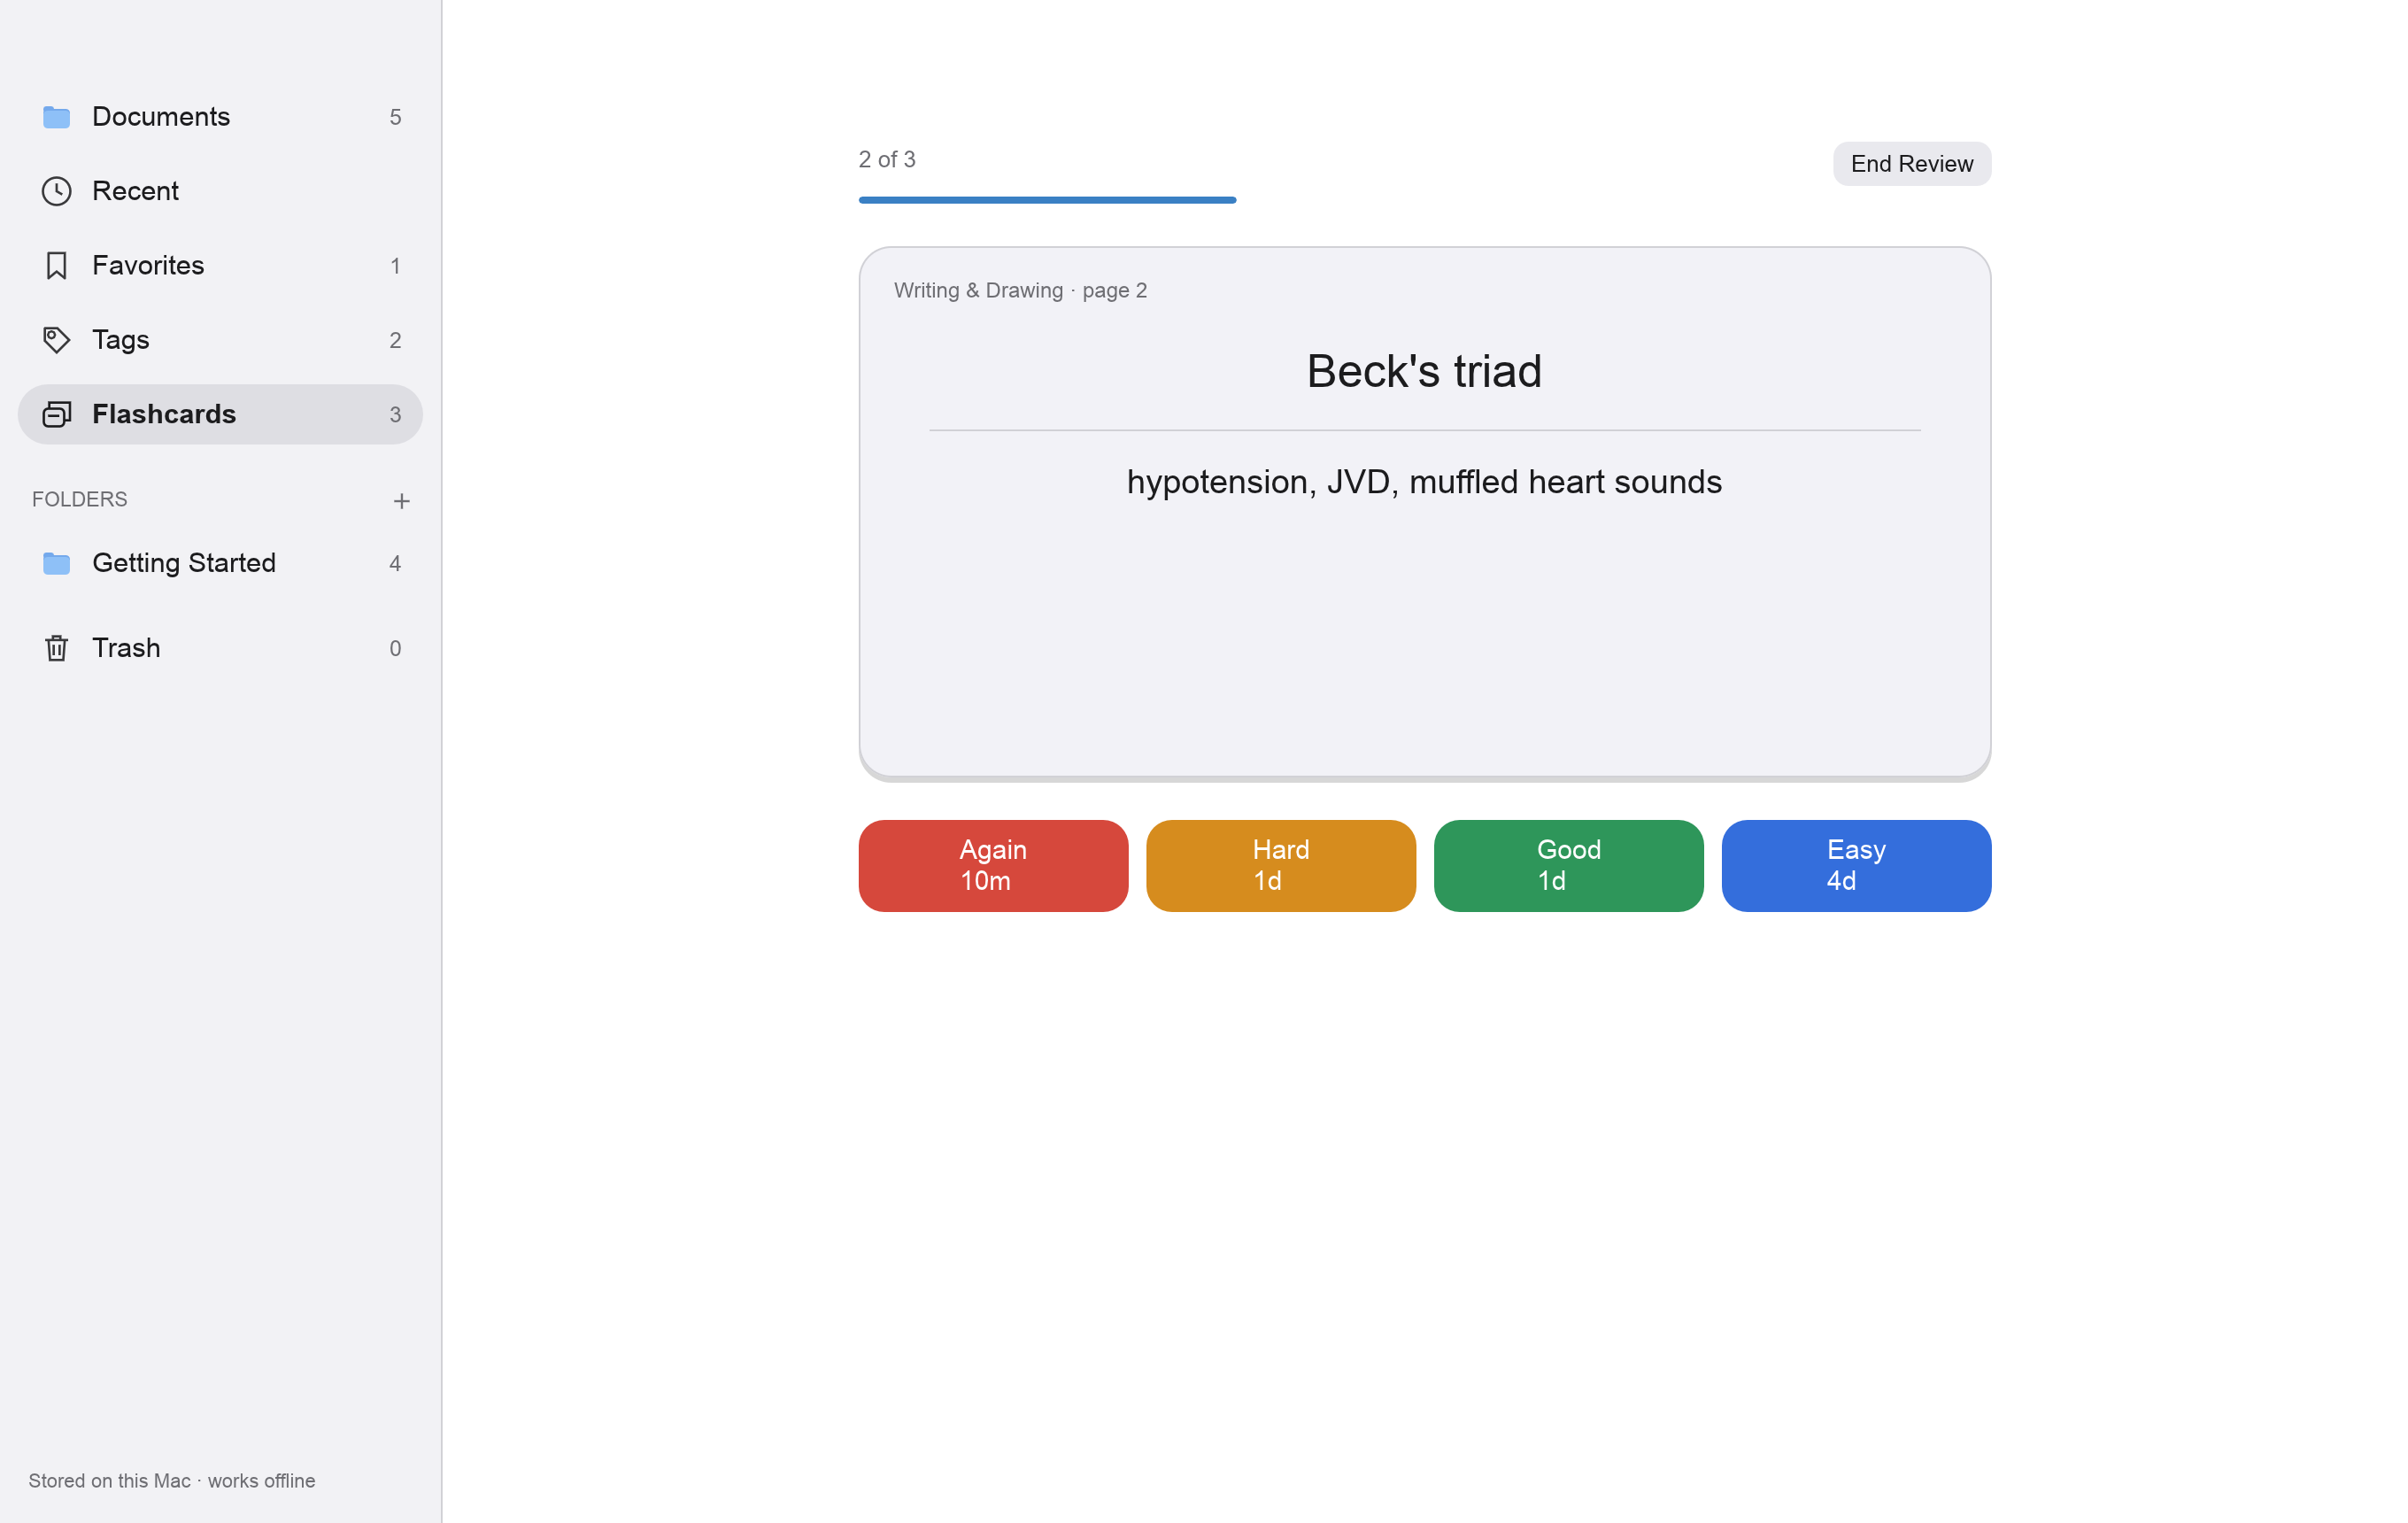 Documents 5
Recent
Favorites 1
Tags 2
Flashcards 3
FOLDERS +
Getting Started 4
Trash 0
Stored on this Mac · works offline
2 of 3
End Review
Writing & Drawing · page 2
Beck's triad
hypotension, JVD, muffled heart sounds
Again
10m
Hard
1d
Good
1d
Easy
4d